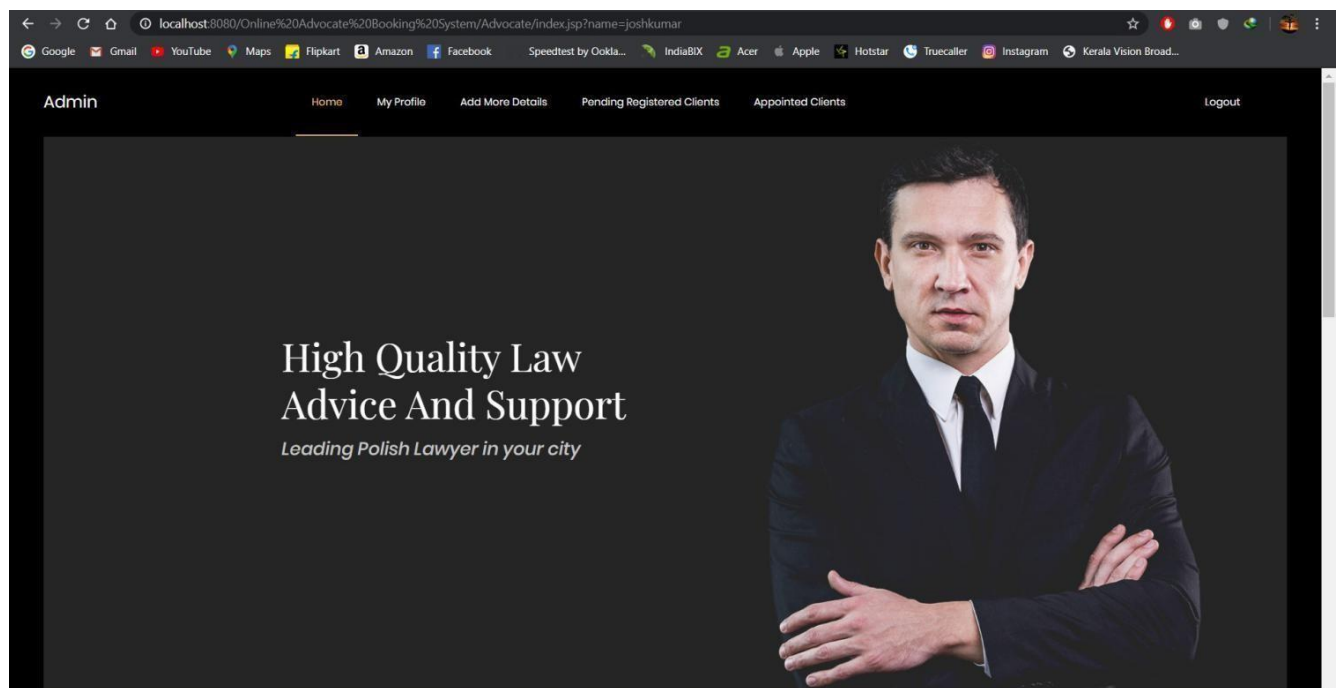 localhost:8080/Online%20Advocate%20Booking%20System/Advocate/index.jsp?name=joshkumar
Google Gmail YouTube Maps Flipkart Amazon Facebook Speedtest by Ookla... IndiaBIX Acer Apple Hotstar Truecaller Instagram Kerala Vision Broad...
Admin Home My Profile Add More Details Pending Registered Clients Appointed Clients Logout
High Quality Law
Advice And Support
Leading Polish Lawyer in your city